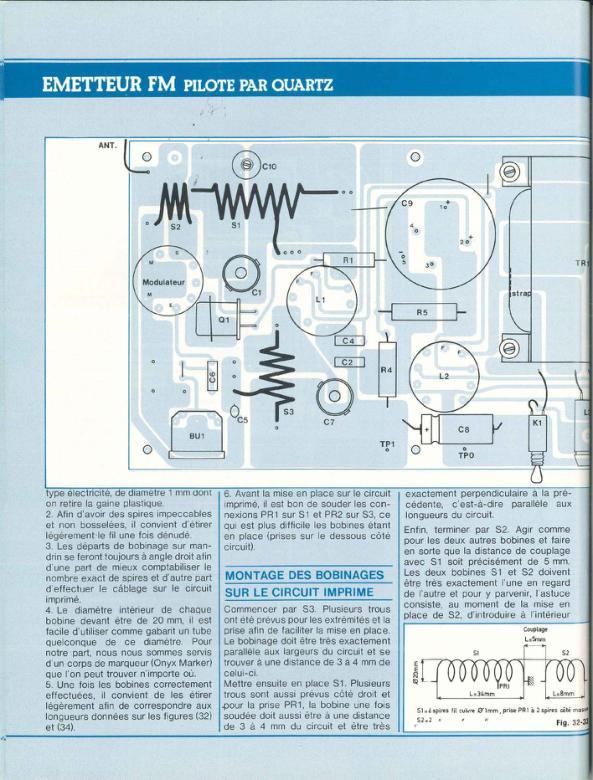 EMETTEUR FM PILOTE PAR QUARTZ
ANT.
C10
S2
S1
C9
1
4
2
5
3
TR1
strap
M
E
Modulateur
M
E
C1
F
L1
R1
R5
Q1
C4
C2
R4
F
F
L2
C6
S3
C7
C5
BU1
+
C8
K1
TP1
TP0
type électricité, de diamètre 1 mm dont
on retire la gaine plastique.
2. Afin d'avoir des spires impeccables
et non bosselées, il convient d'étirer
légèrement le fil une fois dénudé.
3. Les départs de bobinage sur man-
drin se feront toujours à angle droit afin
d'une part de mieux comptabiliser le
nombre exact de spires et d'autre part
d'effectuer le câblage sur le circuit
imprimé.
4. Le diamètre intérieur de chaque
bobine devant être de 20 mm, il est
facile d'utiliser comme gabarit un tube
quelconque de ce diamètre. Pour
notre part, nous nous sommes servis
d'un corps de marqueur (Onyx Marker)
que l'on peut trouver n'importe où.
5. Une fois les bobines correctement
effectuées, il convient de les étirer
légèrement afin de correspondre aux
longueurs données sur les figures (32)
et (34).
6. Avant la mise en place sur le circuit
imprimé, il est bon de souder les con-
nexions PR1 sur S1 et PR2 sur S3, ce
qui est plus difficile les bobines étant
en place (prises sur le dessous côté
circuit).
MONTAGE DES BOBINAGES
SUR LE CIRCUIT IMPRIME
Commencer par S3. Plusieurs trous
ont été prévus pour les extrémités et la
prise afin de faciliter la mise en place.
Le bobinage doit être très exactement
parallèle aux largeurs du circuit et se
trouver à une distance de 3 à 4 mm de
celui-ci.
Mettre ensuite en place S1. Plusieurs
trous sont aussi prévus côté droit et
pour la prise PR1, la bobine une fois
soudée doit aussi être à une distance
de 3 à 4 mm du circuit et être très
exactement perpendiculaire à la pré-
cédente, c'est-à-dire parallèle aux
longueurs du circuit.
Enfin, terminer par S2. Agir comme
pour les deux autres bobines et faire
en sorte que la distance de couplage
avec S1 soit précisément de 5 mm.
Les deux bobines S1 et S2 doivent
être très exactement l'une en regard
de l'autre et pour y parvenir, l'astuce
consiste, au moment de la mise en
place de S2, d'introduire à l'intérieur
Couplage
L=5mm
S1
S2
Ø20mm
(PR1)
L=34mm
L=8mm
S1=6 spires fil cuivre Ø1mm, prise PR1 à 2 spires côté masse
S2=2 " " "
Fig. 32-33